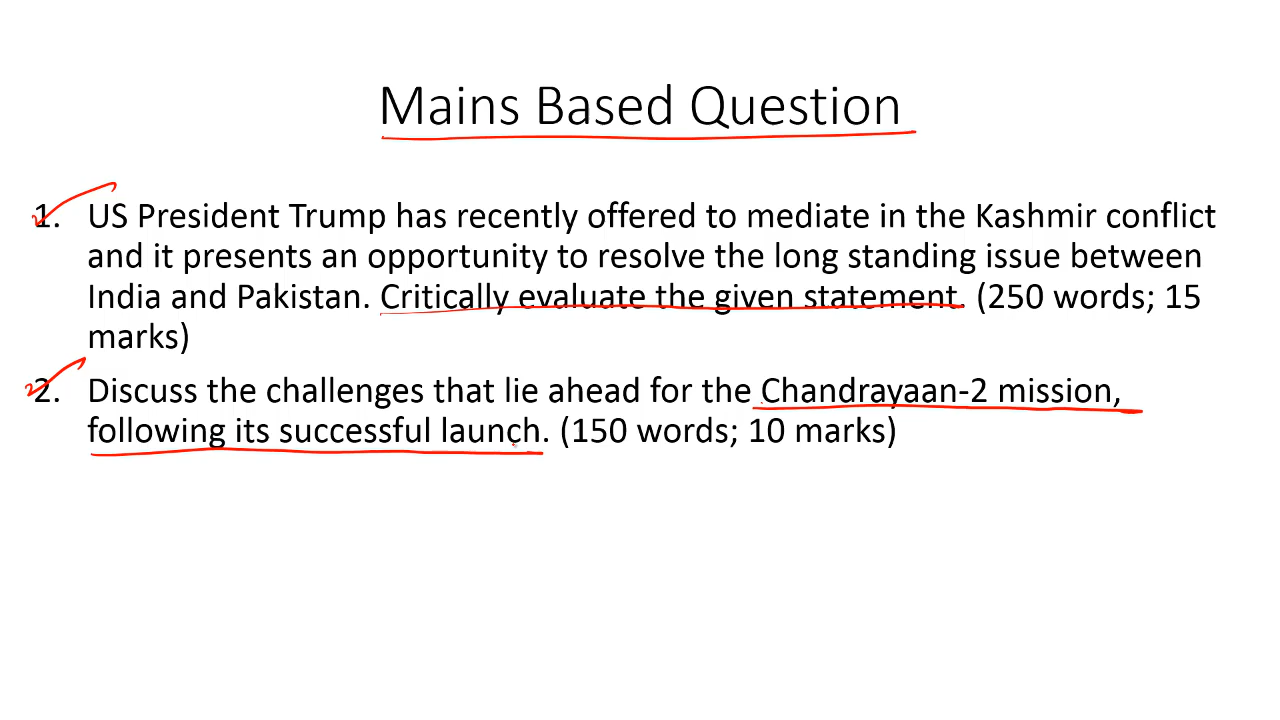 Mains Based Question
1. US President Trump has recently offered to mediate in the Kashmir conflict
and it presents an opportunity to resolve the long standing issue between
India and Pakistan. Critically evaluate the given statement. (250 words; 15
marks)
2. Discuss the challenges that lie ahead for the Chandrayaan-2 mission,
following its successful launch. (150 words; 10 marks)